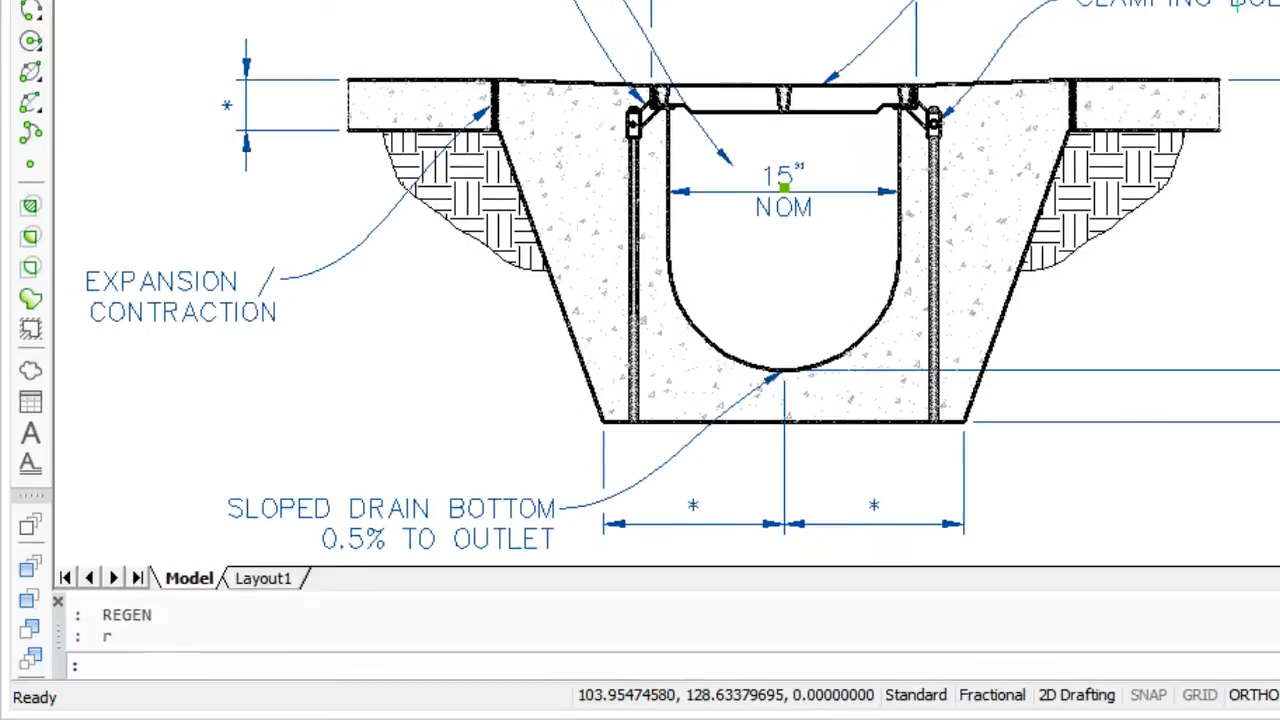 *
15"
NOM
EXPANSION /
CONTRACTION
SLOPED DRAIN BOTTOM
0.5% TO OUTLET
* *
Model Layout1
: REGEN
: r
:
Ready 103.95474580, 128.63379695, 0.00000000 Standard Fractional 2D Drafting SNAP GRID ORTHO